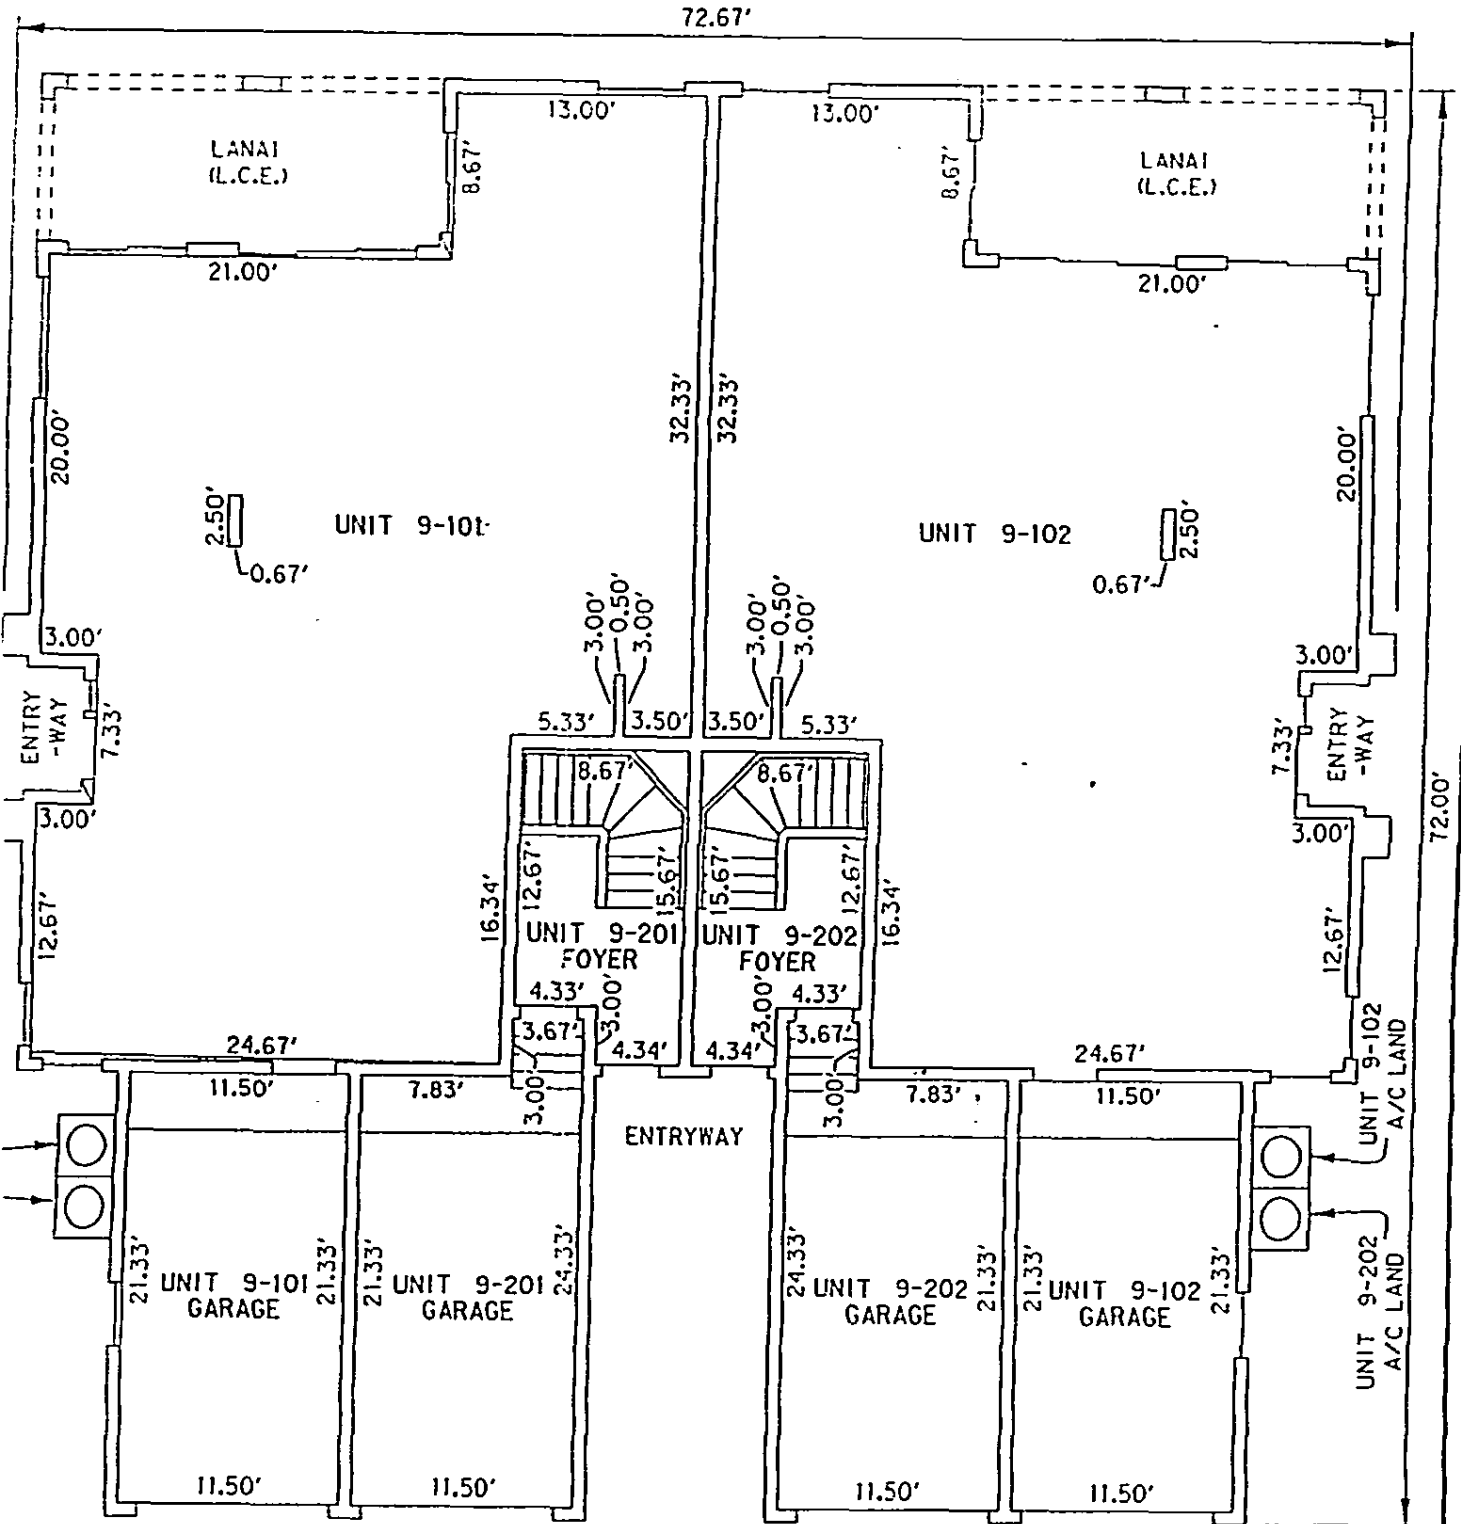 72.67'
13.00'
13.00'
LANAI
(L.C.E.)
8.67'
8.67'
LANAI
(L.C.E.)
21.00'
21.00'
20.00'
32.33'
32.33'
20.00'
2.50'
UNIT 9-101
UNIT 9-102
2.50'
0.67'
0.67'
3.00'
0.50'
3.00'
3.00'
0.50'
3.00'
3.00'
3.00'
ENTRY
-WAY
7.33'
5.33'
3.50'
3.50'
5.33'
7.33'
ENTRY
-WAY
8.67'
8.67'
3.00'
3.00'
72.00'
12.67'
16.34'
12.67'
15.67'
15.67'
12.67'
16.34'
12.67'
UNIT 9-201
FOYER
UNIT 9-202
FOYER
4.33'
3.00'
3.00'
4.33'
3.67'
3.67'
24.67'
4.34'
4.34'
24.67'
11.50'
7.83'
3.00'
3.00'
7.83'
11.50'
UNIT 9-102
A/C LAND
ENTRYWAY
UNIT 9-202
A/C LAND
21.33'
UNIT 9-101
GARAGE
21.33'
21.33'
UNIT 9-201
GARAGE
24.33'
24.33'
UNIT 9-202
GARAGE
21.33'
21.33'
UNIT 9-102
GARAGE
21.33'
11.50'
11.50'
11.50'
11.50'